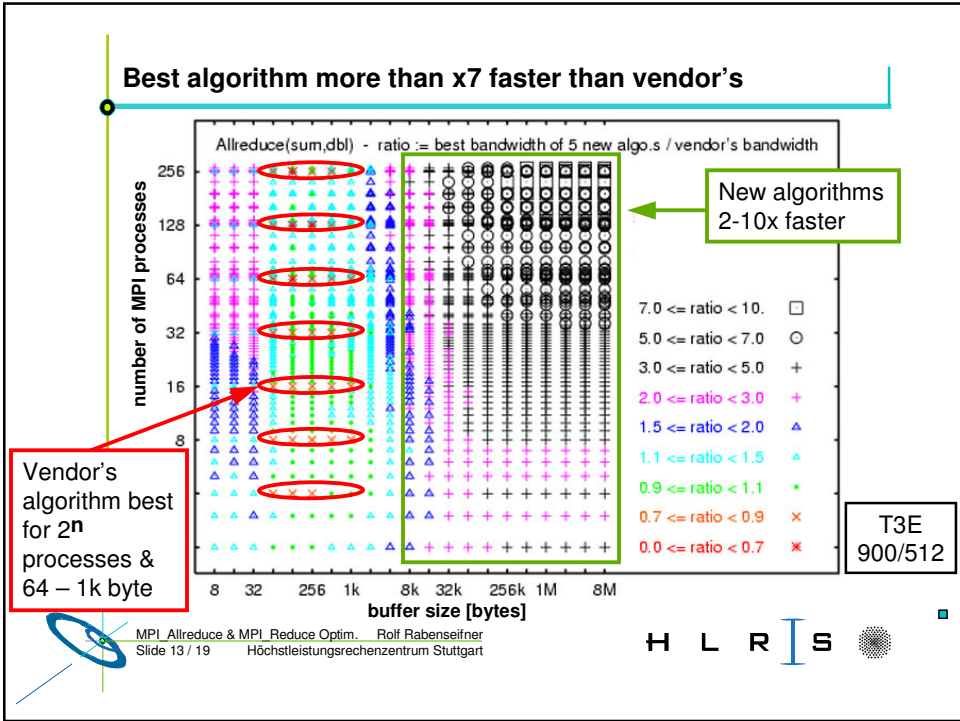 Best algorithm more than x7 faster than vendor's
Allreduce(sum,dbl) - ratio := best bandwidth of 5 new algo.s / vendor's bandwidth
number of MPI processes
256
128
64
32
16
8
New algorithms
2-10x faster
7.0 <= ratio < 10.
5.0 <= ratio < 7.0
3.0 <= ratio < 5.0
2.0 <= ratio < 3.0
1.5 <= ratio < 2.0
1.1 <= ratio < 1.5
0.9 <= ratio < 1.1
0.7 <= ratio < 0.9
0.0 <= ratio < 0.7
Vendor's
algorithm best
for 2ⁿ
processes &
64 – 1k byte
T3E
900/512
8 32 256 1k 8k 32k 256k 1M 8M
buffer size [bytes]
MPI_Allreduce & MPI_Reduce Optim. Rolf Rabenseifner
Slide 13 / 19 Höchstleistungsrechenzentrum Stuttgart
H L R I S